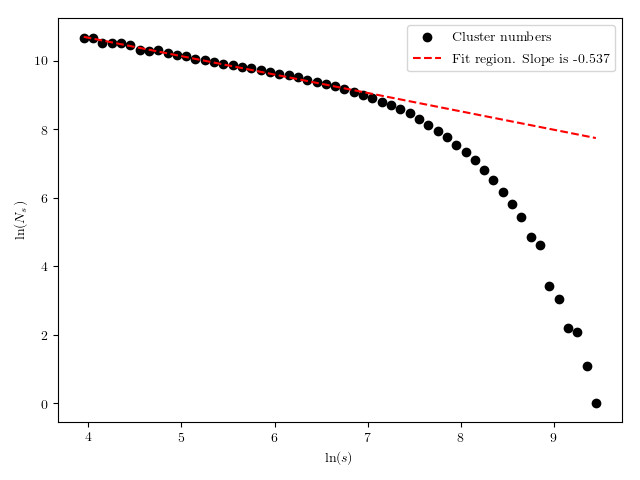 Cluster numbers
Fit region. Slope is -0.537
10
8
6
4
2
0
ln(N_s)
4 5 6 7 8 9
ln(s)